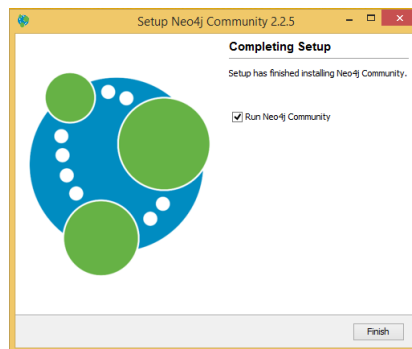 Setup Neo4j Community 2.2.5
Completing Setup
Setup has finished installing Neo4j Community.
Run Neo4j Community
Finish